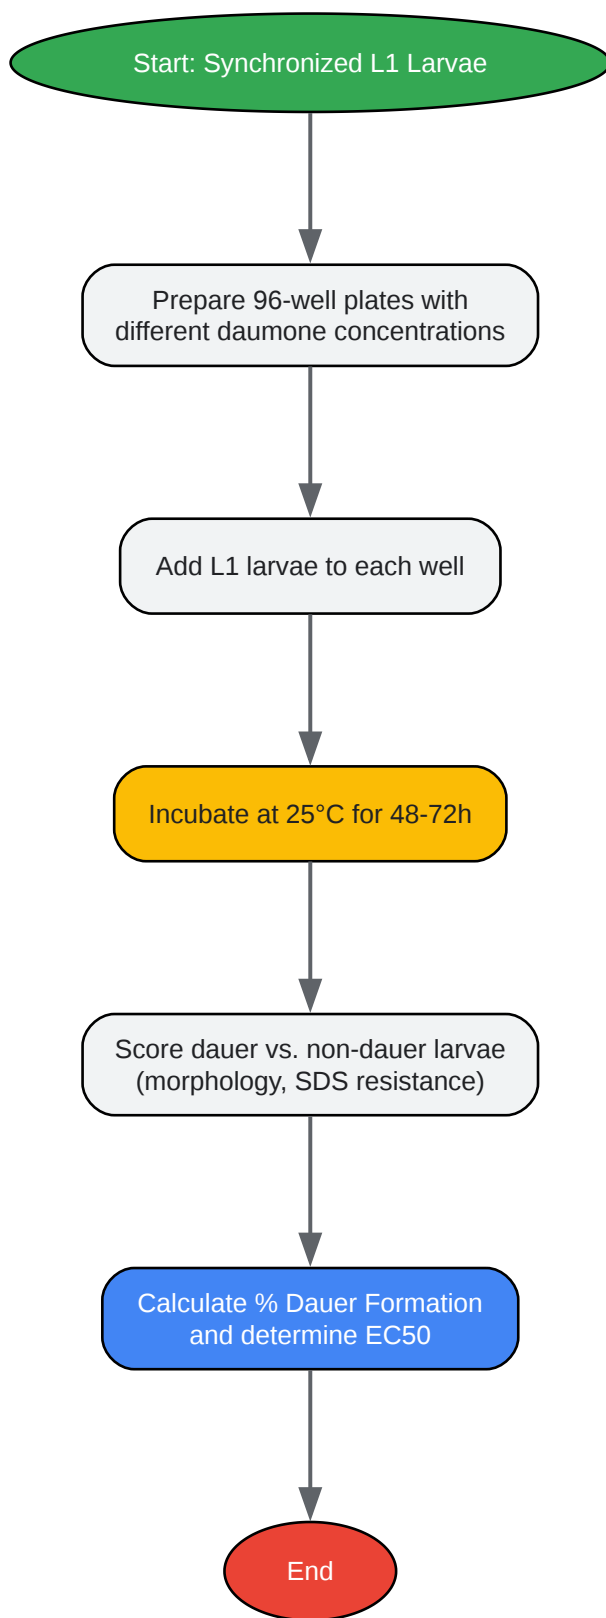 Start: Synchronized L1 Larvae
Prepare 96-well plates with
different daumone concentrations
Add L1 larvae to each well
Incubate at 25°C for 48-72h
Score dauer vs. non-dauer larvae
(morphology, SDS resistance)
Calculate % Dauer Formation
and determine EC50
End